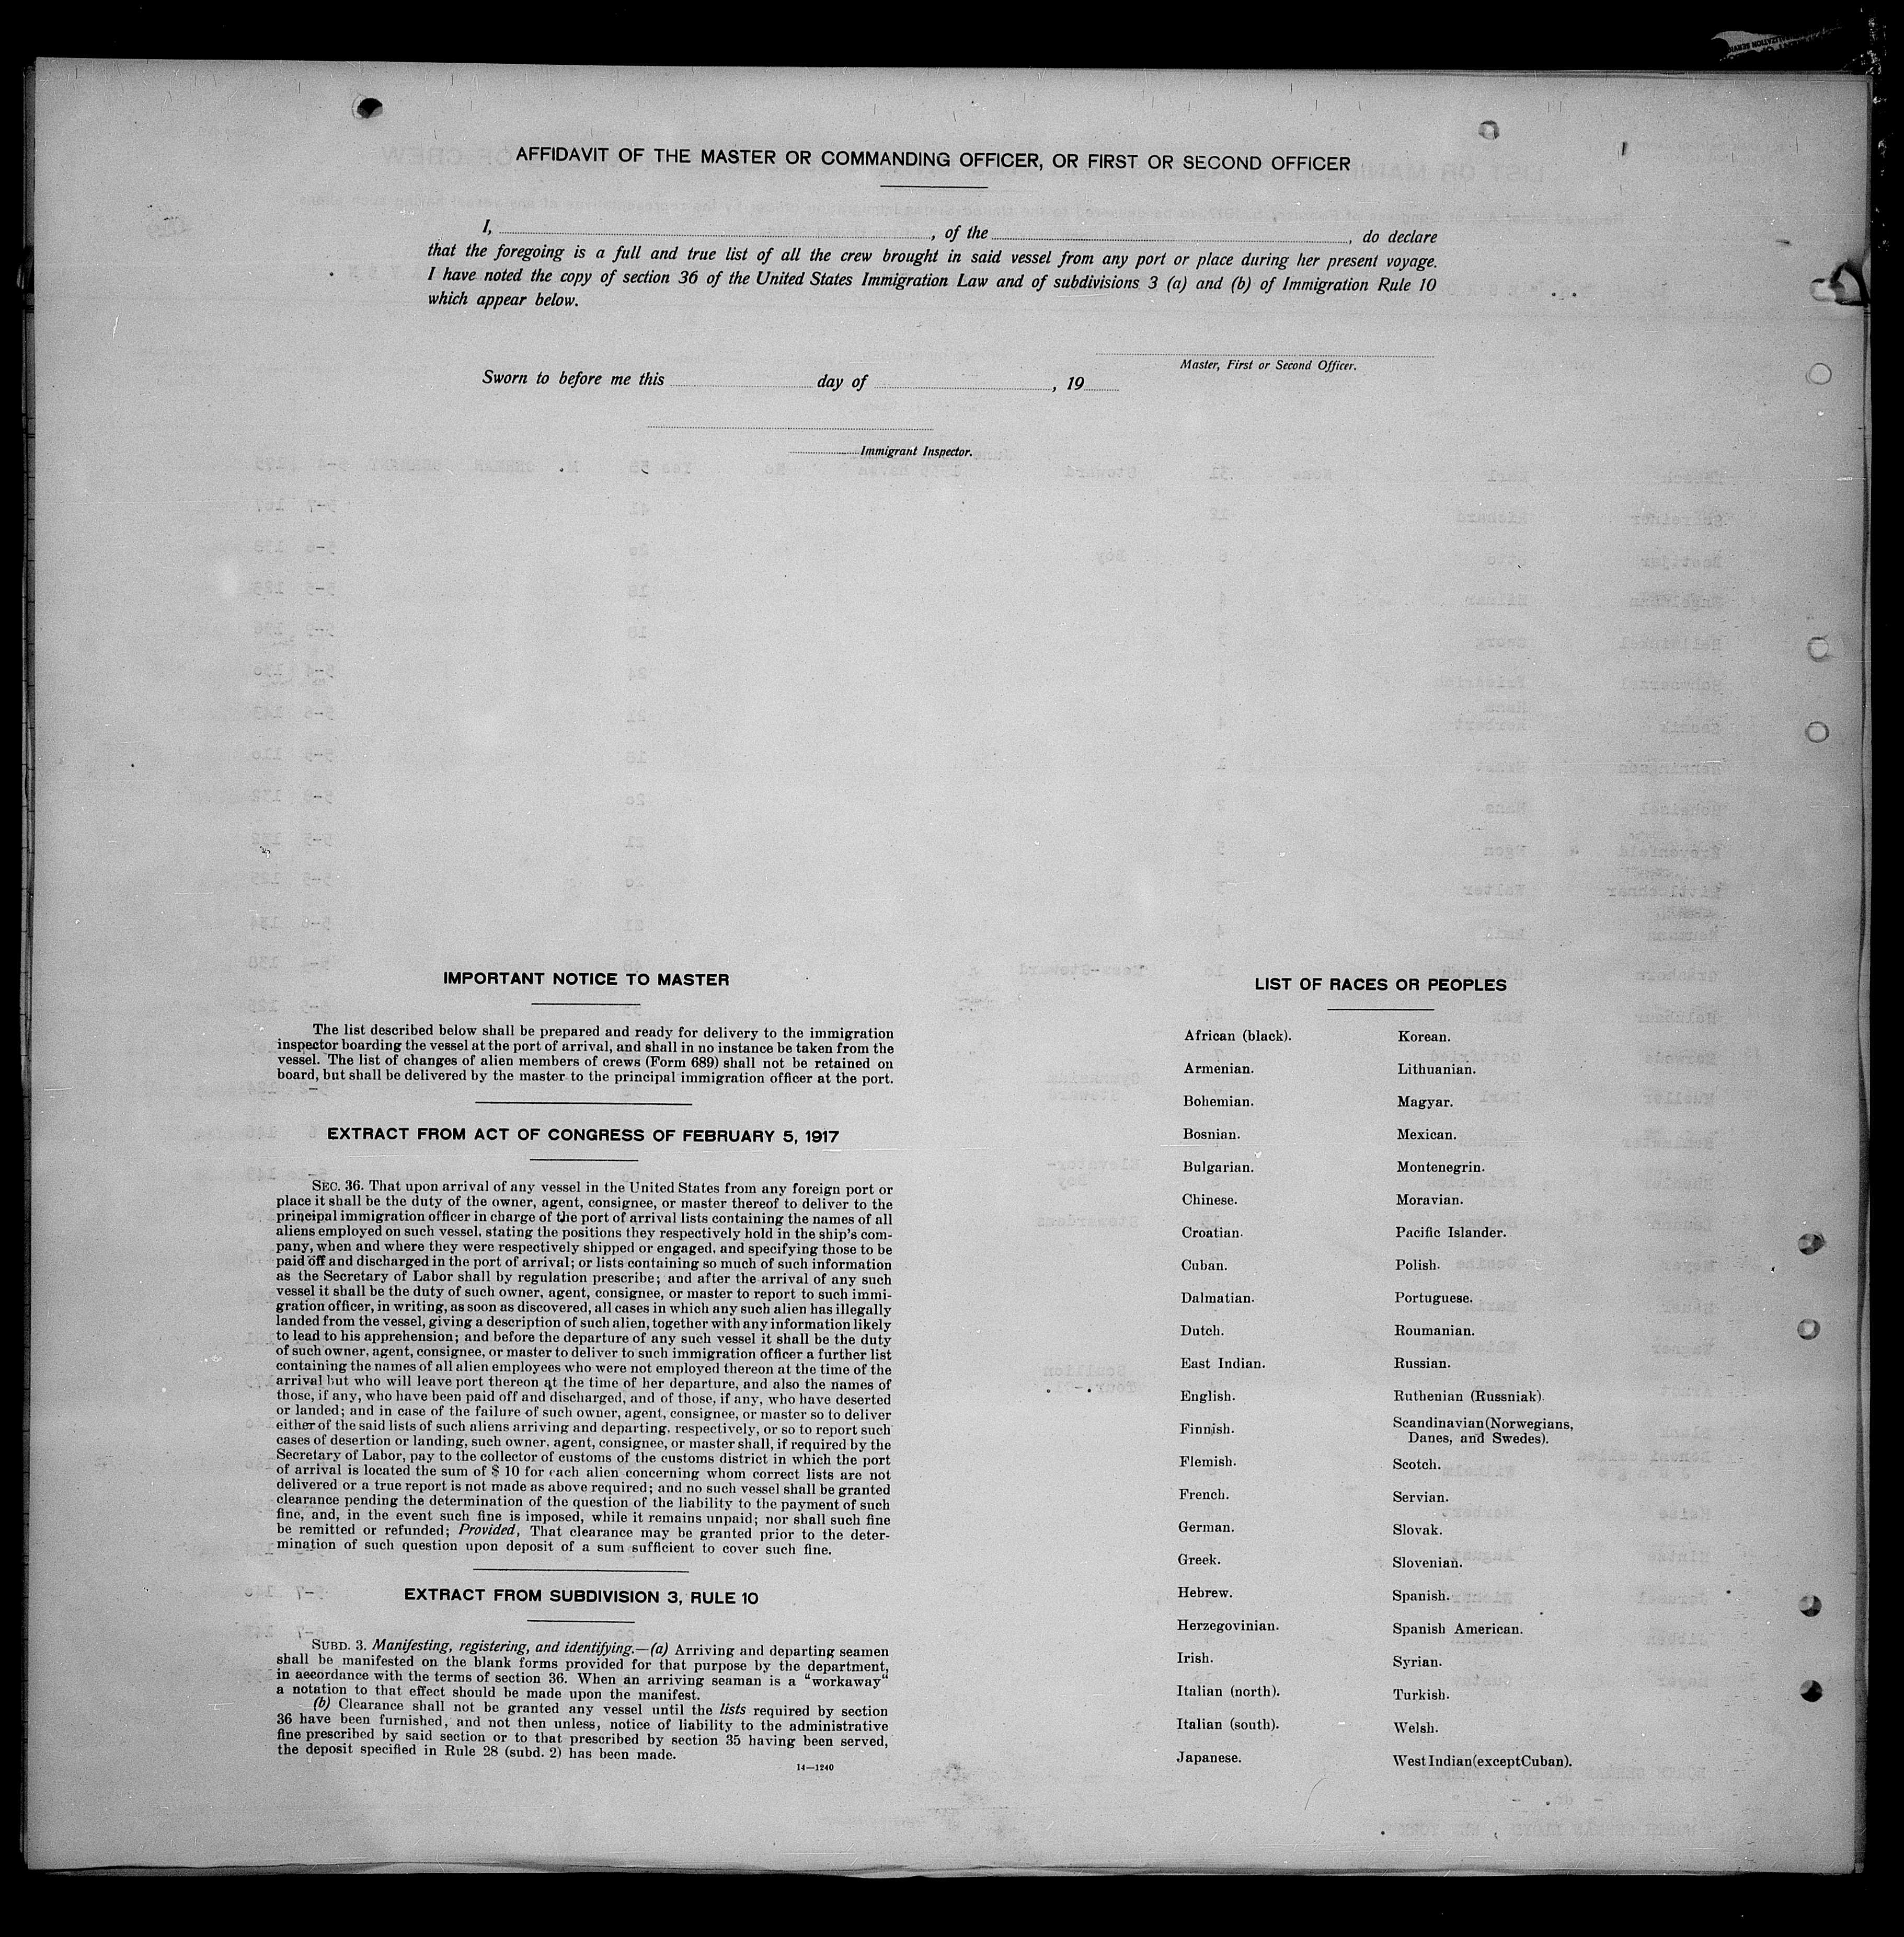 AFFIDAVIT OF THE MASTER OR COMMANDING OFFICER, OR FIRST OR SECOND OFFICER
I, , of the , do declare
that the foregoing is a full and true list of all the crew brought in said vessel from any port or place during her present voyage.
I have noted the copy of section 36 of the United States Immigration Law and of subdivisions 3 (a) and (b) of Immigration Rule 10
which appear below.
Master, First or Second Officer.
Sworn to before me this day of , 19
Immigrant Inspector.
IMPORTANT NOTICE TO MASTER
The list described below shall be prepared and ready for delivery to the immigration
inspector boarding the vessel at the port of arrival, and shall in no instance be taken from the
vessel. The list of changes of alien members of crews (Form 689) shall not be retained on
board, but shall be delivered by the master to the principal immigration officer at the port.
EXTRACT FROM ACT OF CONGRESS OF FEBRUARY 5, 1917
SEC. 36. That upon arrival of any vessel in the United States from any foreign port or
place it shall be the duty of the owner, agent, consignee, or master thereof to deliver to the
principal immigration officer in charge of the port of arrival lists containing the names of all
aliens employed on such vessel, stating the positions they respectively hold in the ship's com-
pany, when and where they were respectively shipped or engaged, and specifying those to be
paid off and discharged in the port of arrival; or lists containing so much of such information
as the Secretary of Labor shall by regulation prescribe; and after the arrival of any such
vessel it shall be the duty of such owner, agent, consignee, or master to report to such immi-
gration officer, in writing, as soon as discovered, all cases in which any such alien has illegally
landed from the vessel, giving a description of such alien, together with any information likely
to lead to his apprehension; and before the departure of any such vessel it shall be the duty
of such owner, agent, consignee, or master to deliver to such immigration officer a further list
containing the names of all alien employees who were not employed thereon at the time of the
arrival but who will leave port thereon at the time of her departure, and also the names of
those, if any, who have been paid off and discharged, and of those, if any, who have deserted
or landed; and in case of the failure of such owner, agent, consignee, or master so to deliver
either of the said lists of such aliens arriving and departing, respectively, or so to report such
cases of desertion or landing, such owner, agent, consignee, or master shall, if required by the
Secretary of Labor, pay to the collector of customs of the customs district in which the port
of arrival is located the sum of $ 10 for each alien concerning whom correct lists are not
delivered or a true report is not made as above required; and no such vessel shall be granted
clearance pending the determination of the question of the liability to the payment of such
fine, and, in the event such fine is imposed, while it remains unpaid; nor shall such fine
be remitted or refunded; Provided, That clearance may be granted prior to the deter-
mination of such question upon deposit of a sum sufficient to cover such fine.
EXTRACT FROM SUBDIVISION 3, RULE 10
SUBD. 3. Manifesting, registering, and identifying.—(a) Arriving and departing seamen
shall be manifested on the blank forms provided for that purpose by the department,
in accordance with the terms of section 36. When an arriving seaman is a "workaway"
a notation to that effect should be made upon the manifest.
(b) Clearance shall not be granted any vessel until the lists required by section
36 have been furnished, and not then unless, notice of liability to the administrative
fine prescribed by said section or to that prescribed by section 35 having been served,
the deposit specified in Rule 28 (subd. 2) has been made.
14—1240
LIST OF RACES OR PEOPLES
African (black).
Armenian.
Bohemian.
Bosnian.
Bulgarian.
Chinese.
Croatian.
Cuban.
Dalmatian.
Dutch.
East Indian.
English.
Finnish.
Flemish.
French.
German.
Greek.
Hebrew.
Herzegovinian.
Irish.
Italian (north).
Italian (south).
Japanese.
Korean.
Lithuanian.
Magyar.
Mexican.
Montenegrin.
Moravian.
Pacific Islander.
Polish.
Portuguese.
Roumanian.
Russian.
Ruthenian (Russniak).
Scandinavian (Norwegians,
Danes, and Swedes).
Scotch.
Servian.
Slovak.
Slovenian.
Spanish.
Spanish American.
Syrian.
Turkish.
Welsh.
West Indian (except Cuban).